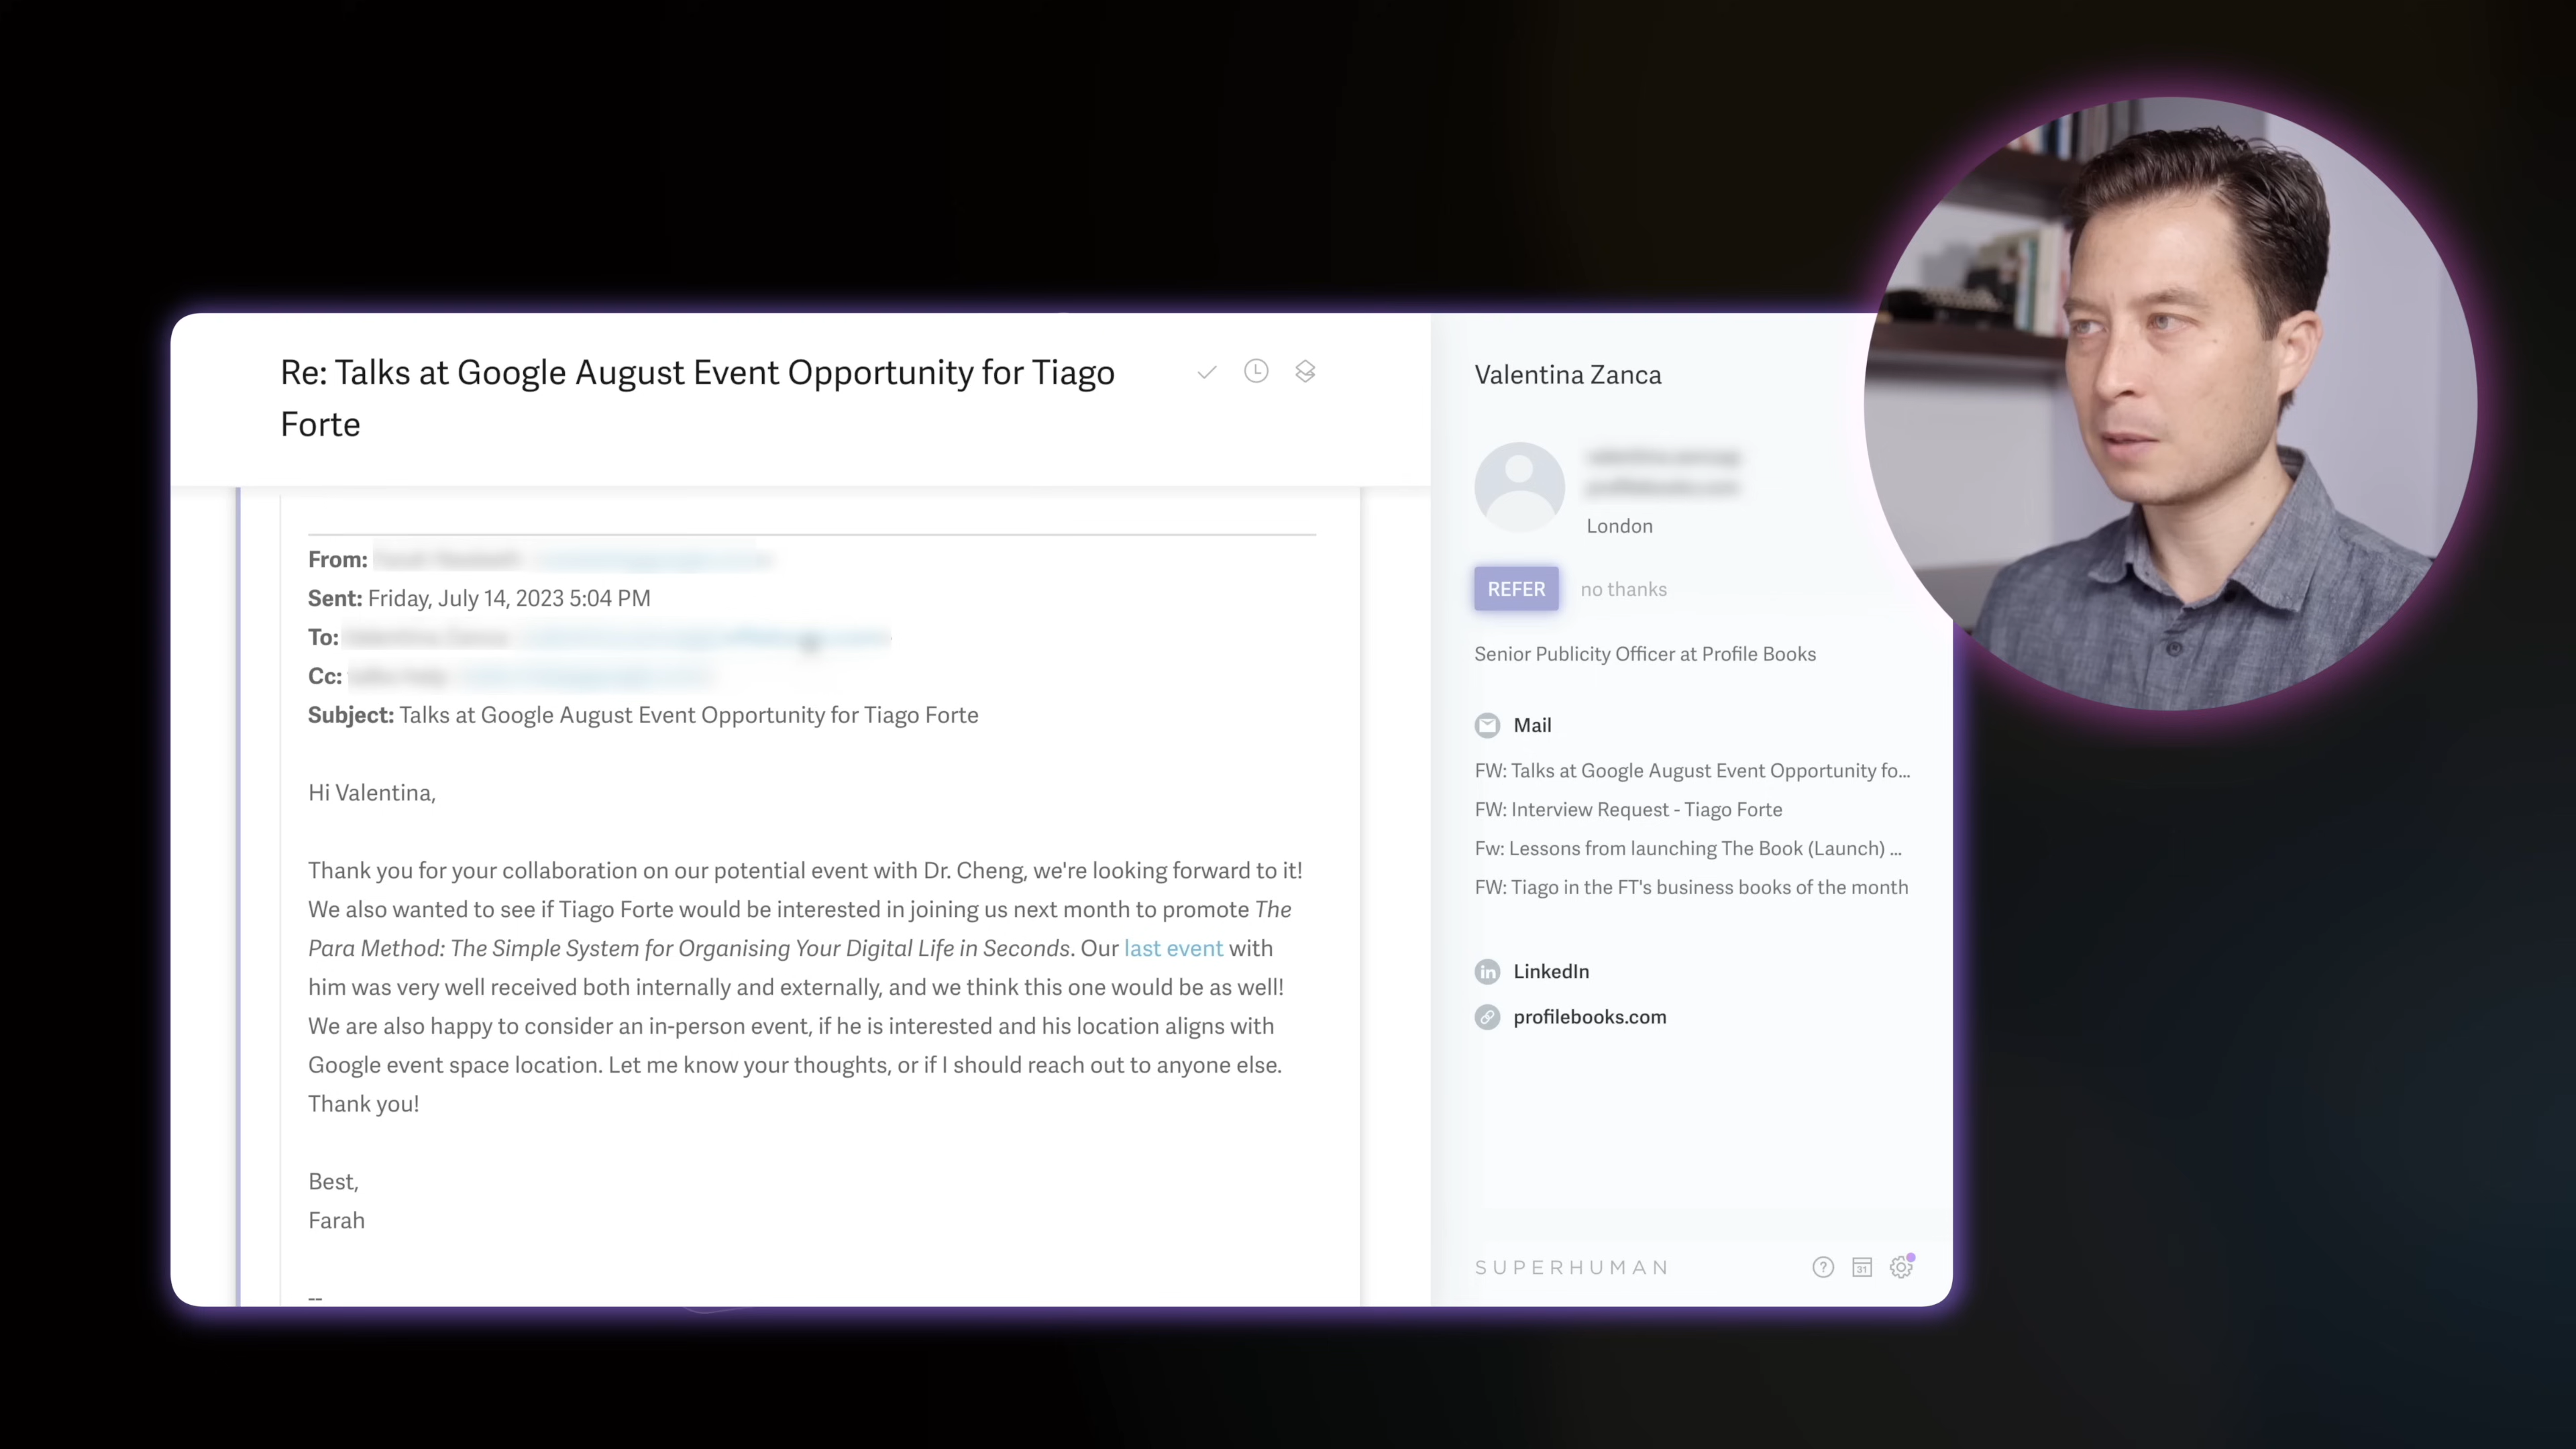 Re: Talks at Google August Event Opportunity for Tiago
Forte
From:
Sent: Friday, July 14, 2023 5:04 PM
To:
Cc:
Subject: Talks at Google August Event Opportunity for Tiago Forte
Hi Valentina,
Thank you for your collaboration on our potential event with Dr. Cheng, we're looking forward to it!
We also wanted to see if Tiago Forte would be interested in joining us next month to promote The
Para Method: The Simple System for Organising Your Digital Life in Seconds. Our last event with
him was very well received both internally and externally, and we think this one would be as well!
We are also happy to consider an in-person event, if he is interested and his location aligns with
Google event space location. Let me know your thoughts, or if I should reach out to anyone else.
Thank you!
Best,
Farah
--
Valentina Zanca
London
REFER no thanks
Senior Publicity Officer at Profile Books
Mail
FW: Talks at Google August Event Opportunity fo...
FW: Interview Request - Tiago Forte
Fw: Lessons from launching The Book (Launch) ...
FW: Tiago in the FT's business books of the month
in LinkedIn
profilebooks.com
SUPERHUMAN ? 31